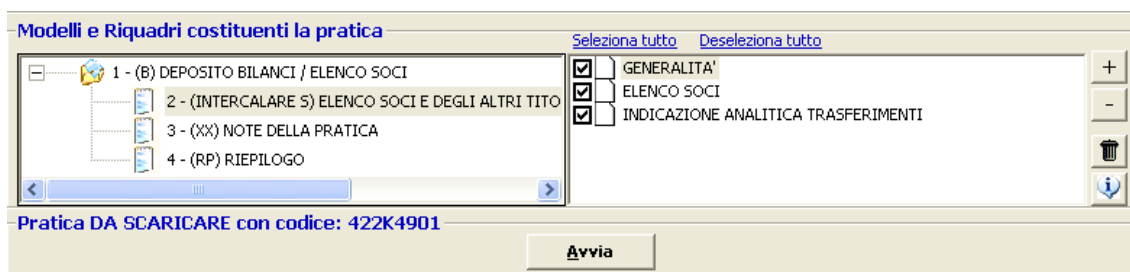 Modelli e Riquadri costituenti la pratica
Seleziona tutto Deseleziona tutto
1 - (B) DEPOSITO BILANCI / ELENCO SOCI
2 - (INTERCALARE S) ELENCO SOCI E DEGLI ALTRI TITO
3 - (XX) NOTE DELLA PRATICA
4 - (RP) RIEPILOGO
GENERALITA'
ELENCO SOCI
INDICAZIONE ANALITICA TRASFERIMENTI
+
-
Pratica DA SCARICARE con codice: 422K4901
Avvia